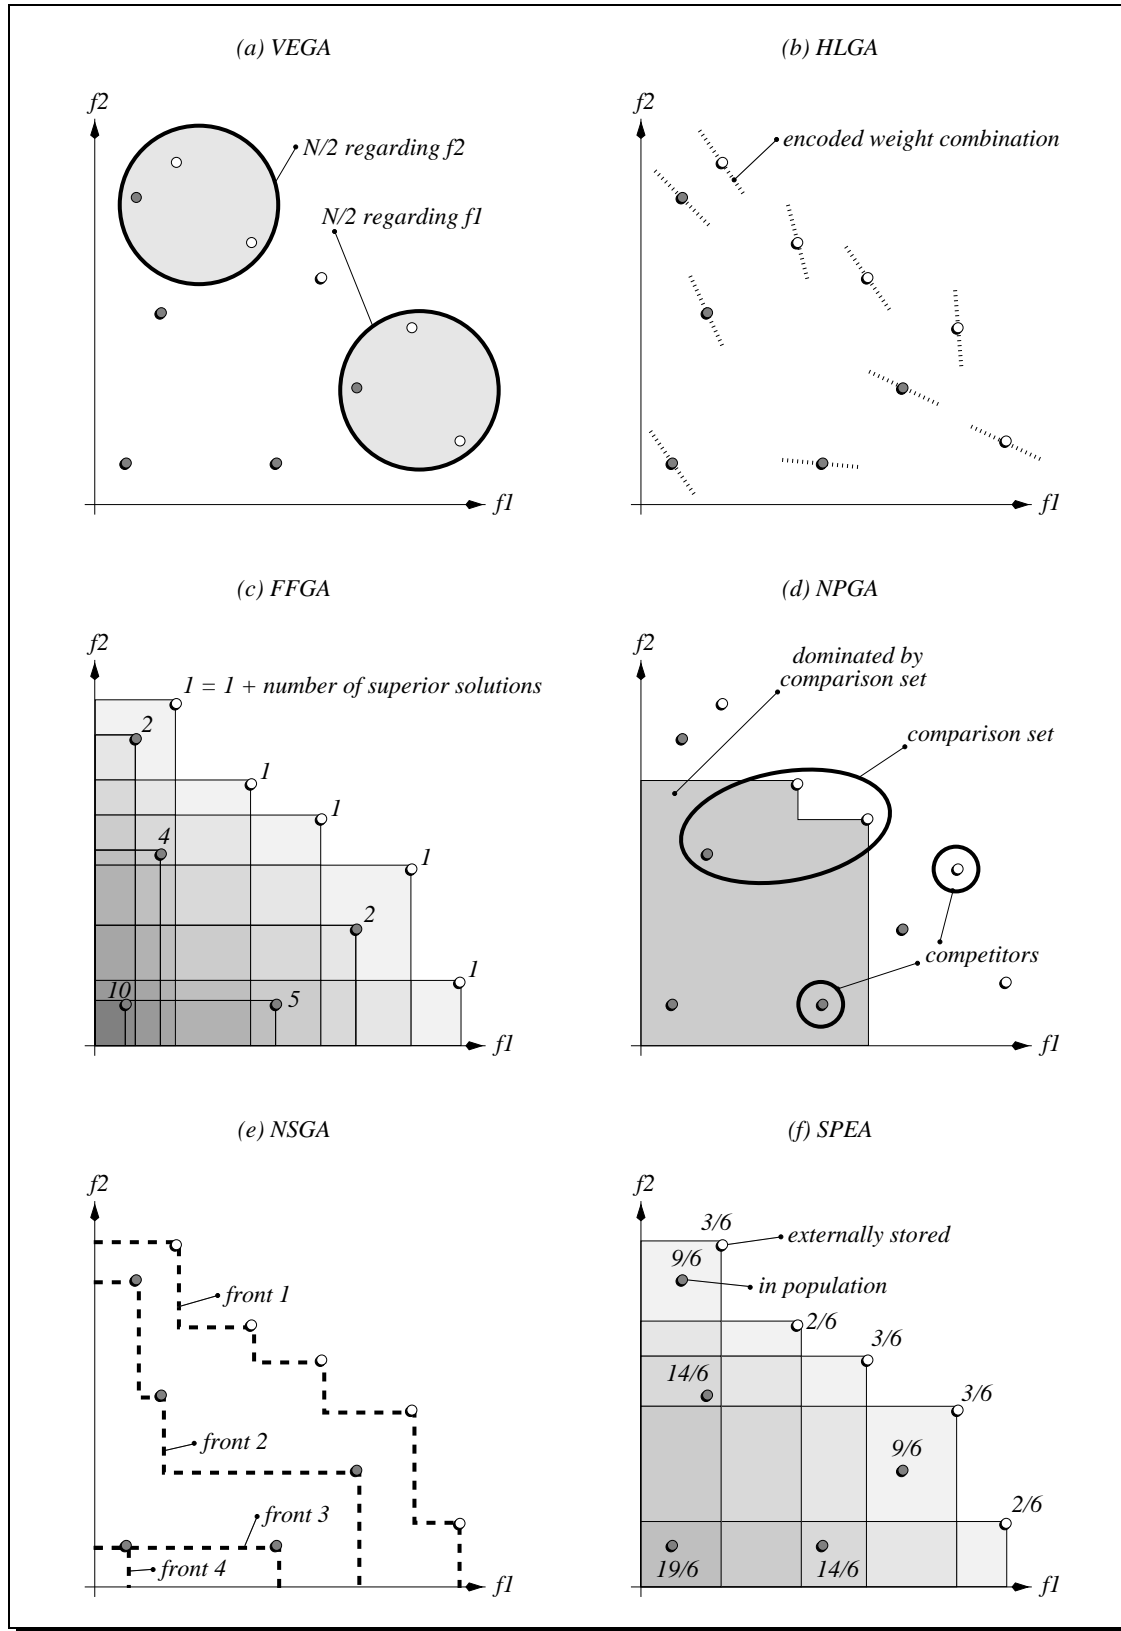 (a) VEGA
f2
N/2 regarding f2
N/2 regarding f1
f1
(b) HLGA
f2
encoded weight combination
f1
(c) FFGA
f2
1 = 1 + number of superior solutions
2
1
1
4
1
2
1
10
5
f1
(d) NPGA
f2
dominated by
comparison set
comparison set
competitors
f1
(e) NSGA
f2
front 1
front 2
front 3
front 4
f1
(f) SPEA
f2
3/6
externally stored
9/6
in population
2/6
3/6
14/6
3/6
9/6
2/6
19/6
14/6
f1